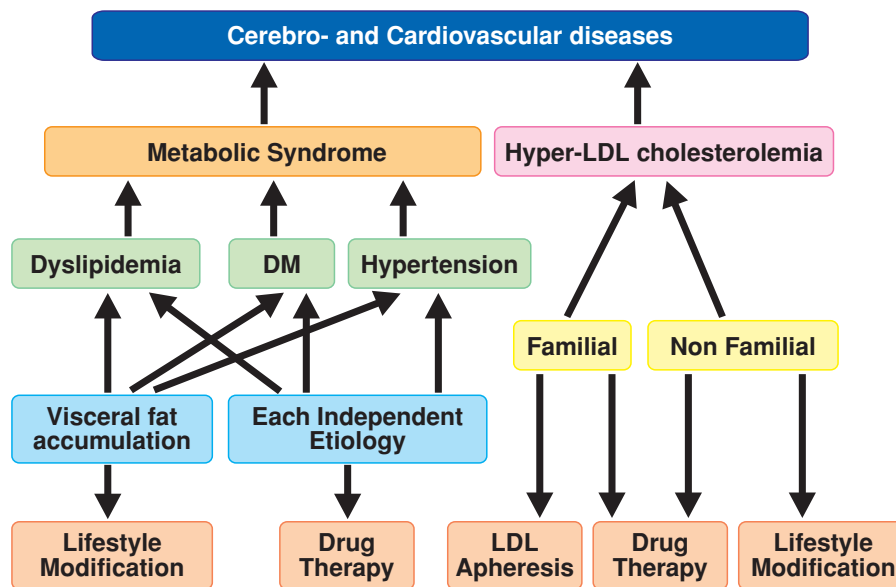 Cerebro- and Cardiovascular diseases
Metabolic Syndrome
Hyper-LDL cholesterolemia
Dyslipidemia
DM
Hypertension
Familial
Non Familial
Visceral fat
accumulation
Each Independent
Etiology
Lifestyle
Modification
Drug
Therapy
LDL
Apheresis
Drug
Therapy
Lifestyle
Modification